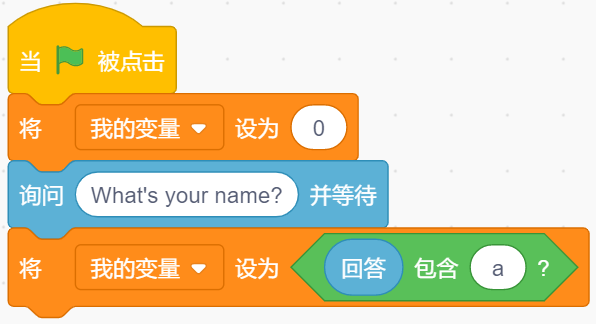 当 被点击
将 我的变量 设为 0
询问 What's your name? 并等待
将 我的变量 设为 回答 包含 a ?